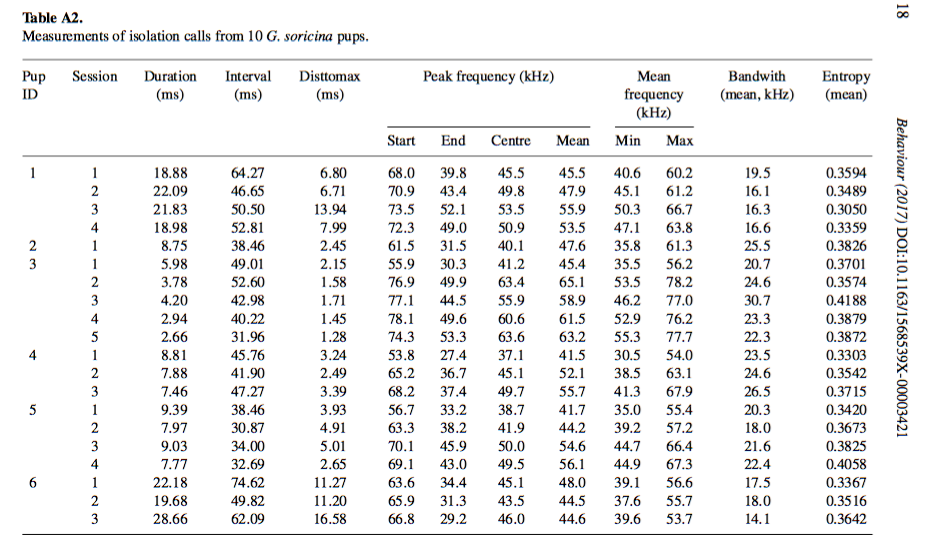 Table A2.
Measurements of isolation calls from 10 G. soricina pups.
Pup ID Session Duration (ms) Interval (ms) Disttomax (ms) Peak frequency (kHz) Mean frequency (kHz) Bandwith (mean, kHz) Entropy (mean)
Start End Centre Mean Min Max
1 1 18.88 64.27 6.80 68.0 39.8 45.5 45.5 40.6 60.2 19.5 0.3594
2 22.09 46.65 6.71 70.9 43.4 49.8 47.9 45.1 61.2 16.1 0.3489
3 21.83 50.50 13.94 73.5 52.1 53.5 55.9 50.3 66.7 16.3 0.3050
4 18.98 52.81 7.99 72.3 49.0 50.9 53.5 47.1 63.8 16.6 0.3359
2 1 8.75 38.46 2.45 61.5 31.5 40.1 47.6 35.8 61.3 25.5 0.3826
3 1 5.98 49.01 2.15 55.9 30.3 41.2 45.4 35.5 56.2 20.7 0.3701
2 3.78 52.60 1.58 76.9 49.9 63.4 65.1 53.5 78.2 24.6 0.3574
3 4.20 42.98 1.71 77.1 44.5 55.9 58.9 46.2 77.0 30.7 0.4188
4 2.94 40.22 1.45 78.1 49.6 60.6 61.5 52.9 76.2 23.3 0.3879
5 2.66 31.96 1.28 74.3 53.3 63.6 63.2 55.3 77.7 22.3 0.3872
4 1 8.81 45.76 3.24 53.8 27.4 37.1 41.5 30.5 54.0 23.5 0.3303
2 7.88 41.90 2.49 65.2 36.7 45.1 52.1 38.5 63.1 24.6 0.3542
3 7.46 47.27 3.39 68.2 37.4 49.7 55.7 41.3 67.9 26.5 0.3715
5 1 9.39 38.46 3.93 56.7 33.2 38.7 41.7 35.0 55.4 20.3 0.3420
2 7.97 30.87 4.91 63.3 38.2 41.9 44.2 39.2 57.2 18.0 0.3673
3 9.03 34.00 5.01 70.1 45.9 50.0 54.6 44.7 66.4 21.6 0.3825
4 7.77 32.69 2.65 69.1 43.0 49.5 56.1 44.9 67.3 22.4 0.4058
6 1 22.18 74.62 11.27 63.6 34.4 45.1 48.0 39.1 56.6 17.5 0.3367
2 19.68 49.82 11.20 65.9 31.3 43.5 44.5 37.6 55.7 18.0 0.3516
3 28.66 62.09 16.58 66.8 29.2 46.0 44.6 39.6 53.7 14.1 0.3642
18
Behaviour (2017) DOI:10.1163/1568539X-00003421